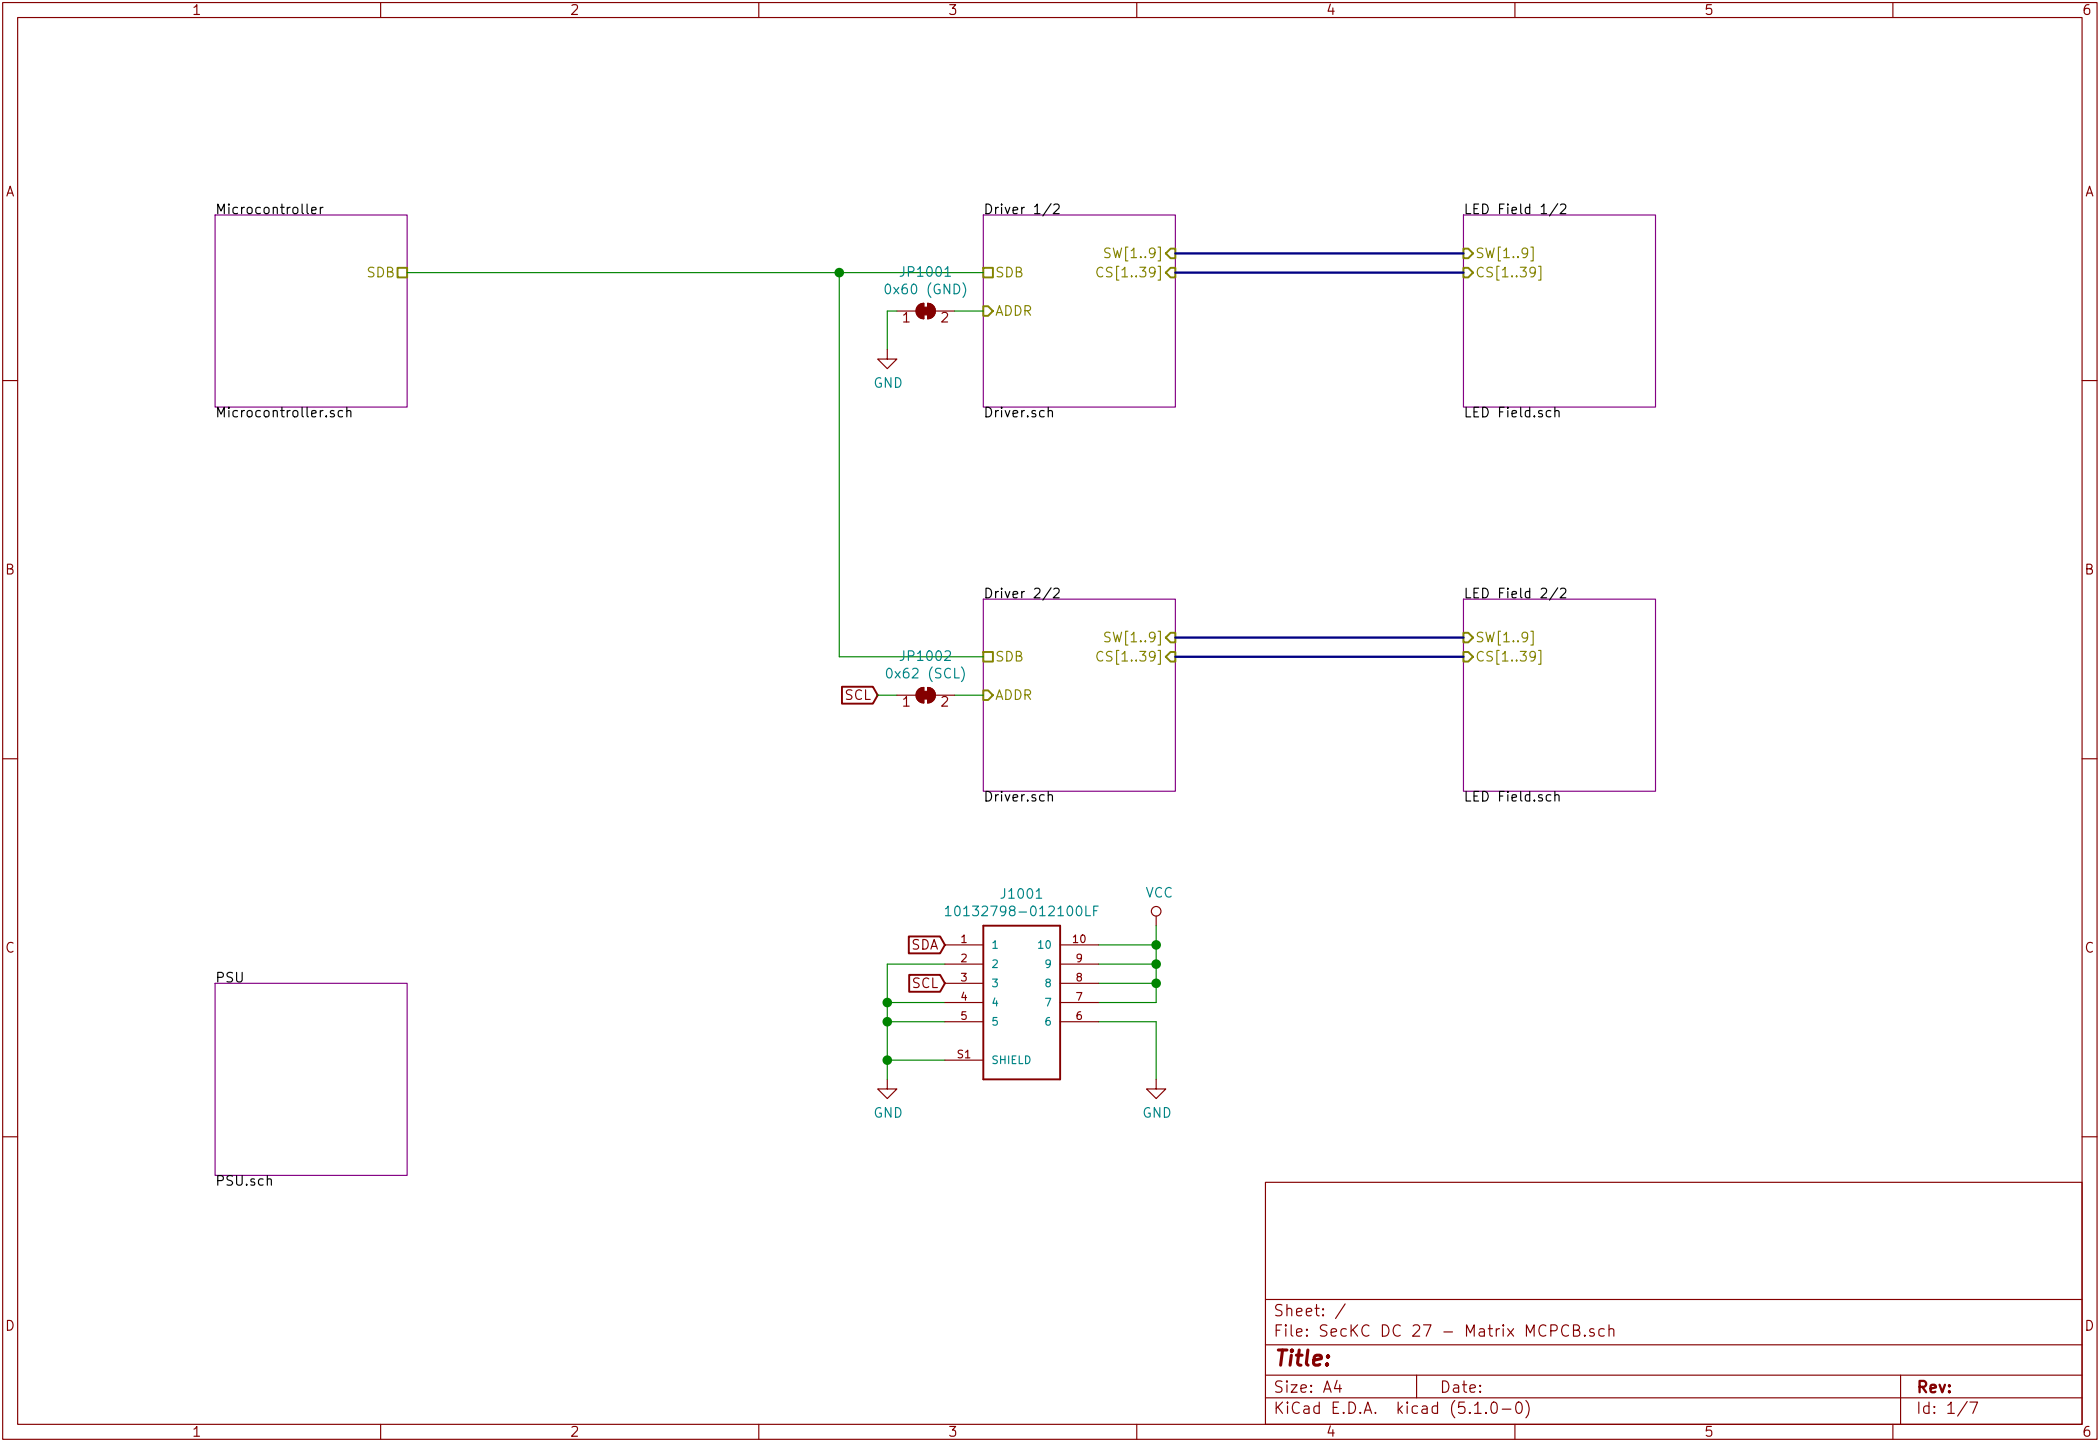 1 2 3 4 5 6
A A
B B
C C
D D
Microcontroller
SDB
Microcontroller.sch
JP1001
0x60 (GND)
1 2
GND
Driver 1/2
SW[1..9]
SDB CS[1..39]
ADDR
Driver.sch
LED Field 1/2
SW[1..9]
CS[1..39]
LED Field.sch
JP1002
0x62 (SCL)
SCL 1 2
Driver 2/2
SW[1..9]
SDB CS[1..39]
ADDR
Driver.sch
LED Field 2/2
SW[1..9]
CS[1..39]
LED Field.sch
PSU
PSU.sch
J1001
10132798-012100LF
VCC
SDA 1 1 10 10
2 2 9 9
SCL 3 3 8 8
4 4 7 7
5 5 6 6
S1 SHIELD
GND GND
Sheet: /
File: SecKC DC 27 - Matrix MCPCB.sch
Title:
Size: A4 Date: Rev:
KiCad E.D.A. kicad (5.1.0-0) Id: 1/7
1 2 3 4 5 6